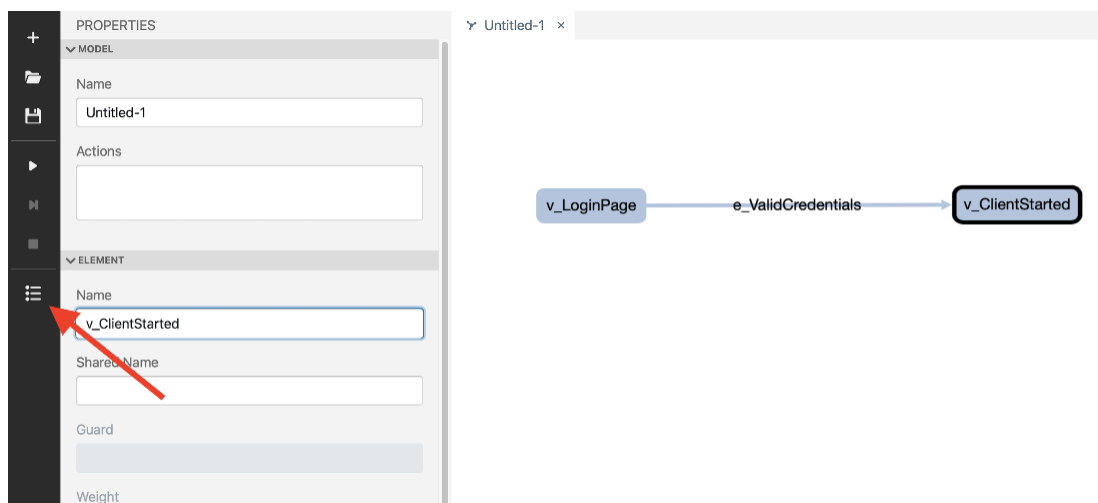 PROPERTIES
MODEL
Name
Untitled-1
Actions
ELEMENT
Name
v_ClientStarted
Shared Name
Guard
Weight
Untitled-1 ×
v_LoginPage
e_ValidCredentials
v_ClientStarted